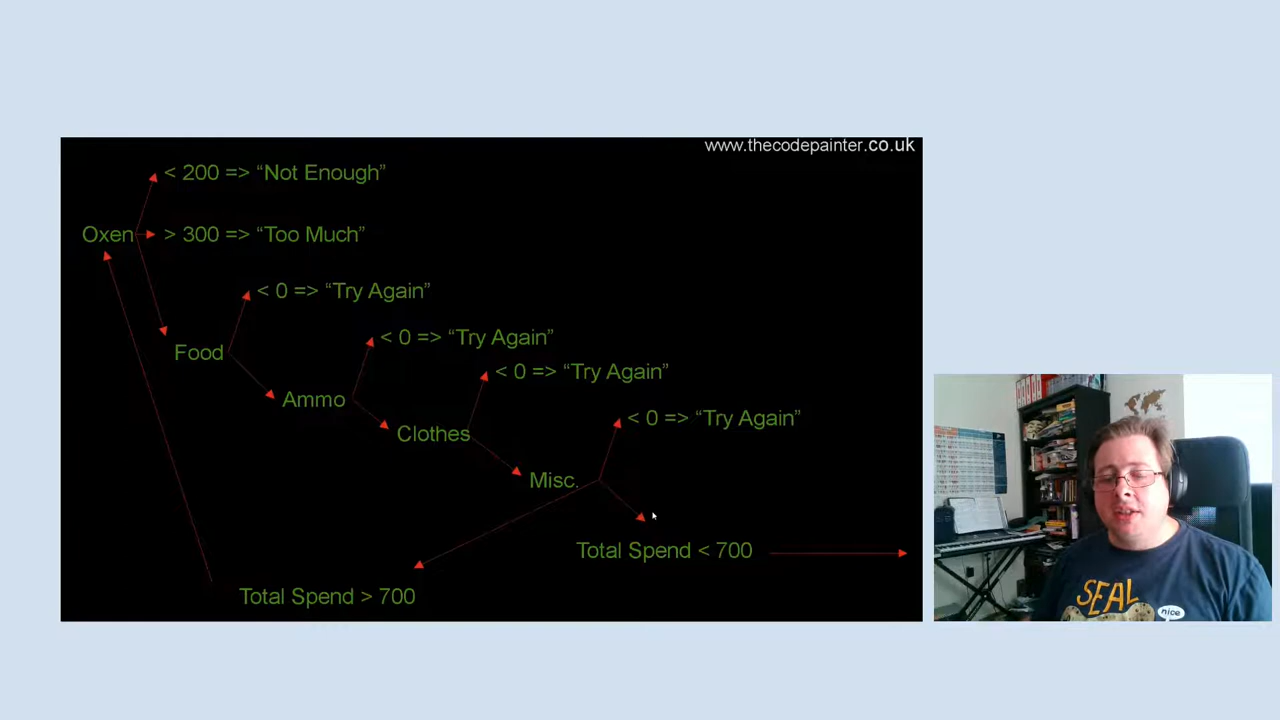 www.thecodepainter.co.uk
< 200 => “Not Enough”
Oxen
> 300 => “Too Much”
< 0 => “Try Again”
Food
< 0 => “Try Again”
Ammo
< 0 => “Try Again”
Clothes
< 0 => “Try Again”
Misc.
Total Spend < 700
Total Spend > 700
SEAL
nice